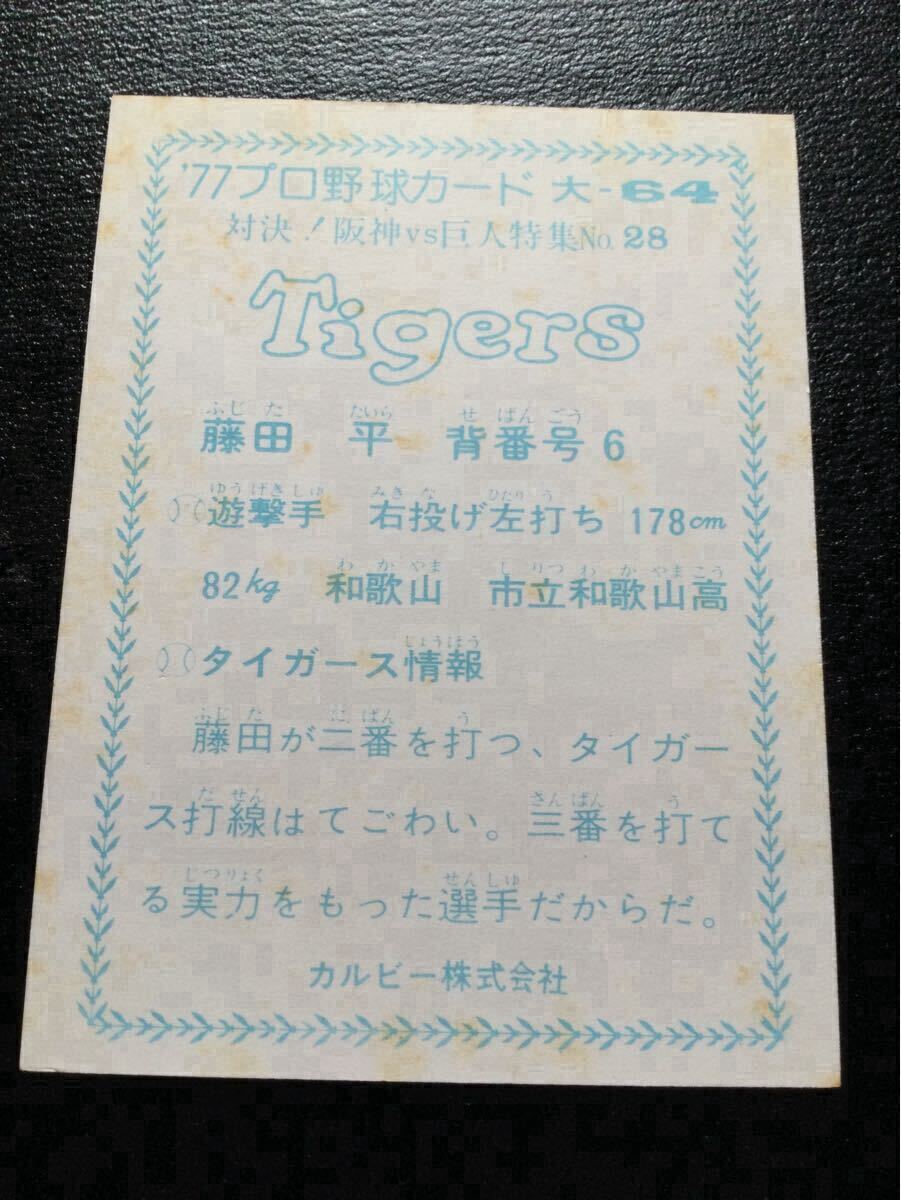 '77プロ野球カード 大-64
対決!阪神vs巨人特集No.28
Tigers
ふじた たいら せばんごう
藤田 平 背番号6
ゆうげきしゅ みぎな ひだりう
遊撃手 右投げ左打ち 178cm
わかやま しりつわかやまこう
82kg 和歌山 市立和歌山高
じょうほう
タイガース情報
ふじた にばん う
藤田が二番を打つ、タイガー
だせん さんばん う
ス打線はてごわい。三番を打て
じつりょく せんしゅ
る実力をもった選手だからだ。
カルビー株式会社